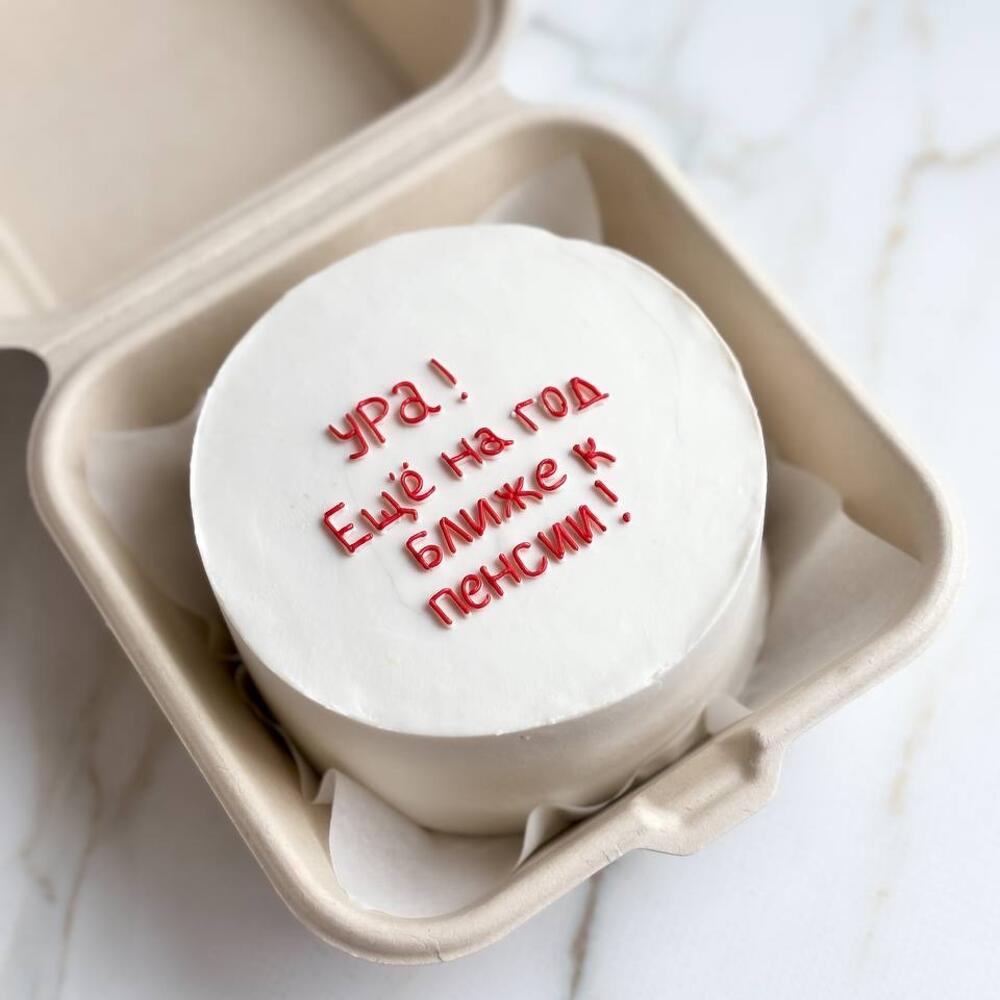 ура!
Ещё на год
ближе к
пенсии!